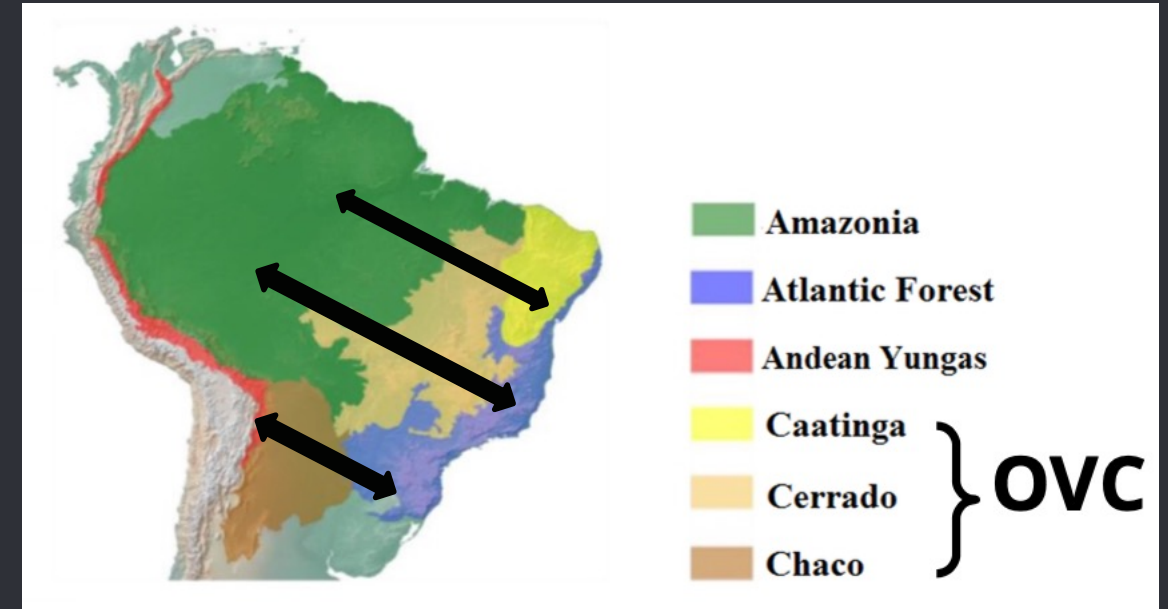 Amazonia
Atlantic Forest
Andean Yungas
Caatinga
Cerrado
Chaco
OVC